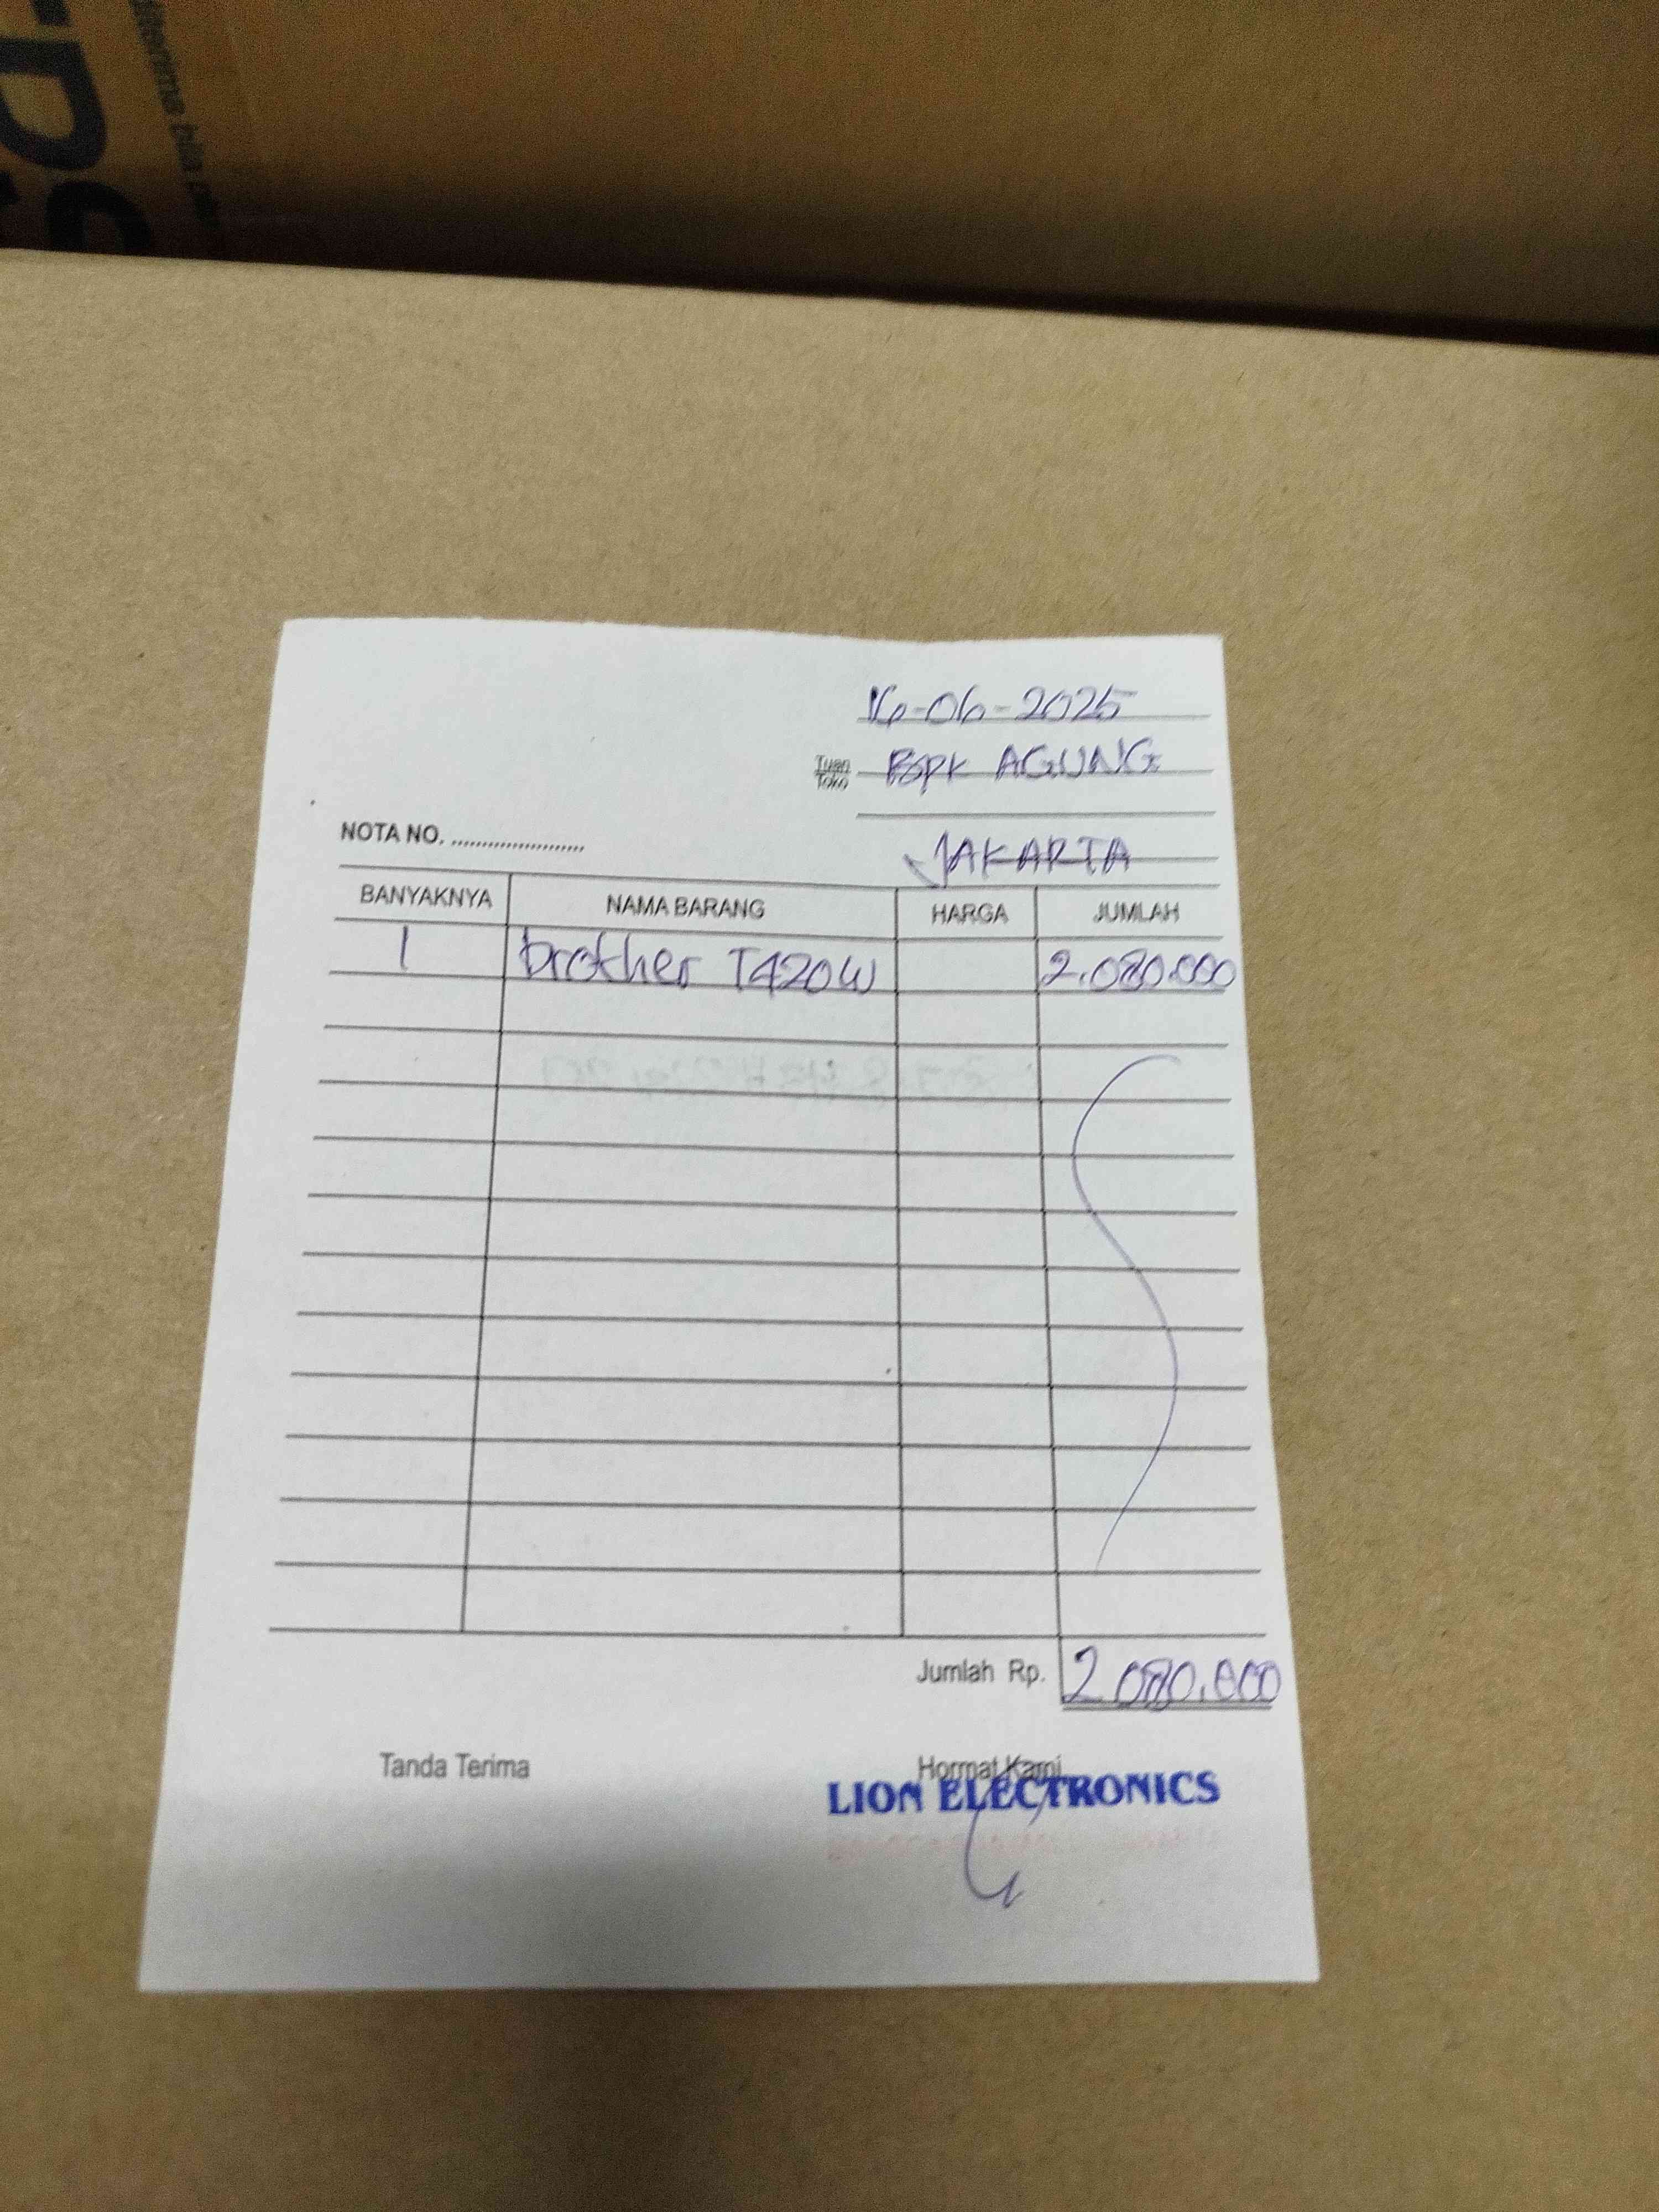 16-06-2025
Tuan
Toko
Bpk AGUNG
JAKARTA
NOTA NO. ........................
BANYAKNYA NAMA BARANG HARGA JUMLAH
1 brother T420W 2.080.000
Jumlah Rp. 2.080.000
Tanda Terima Hormat Kami
LION ELECTRONICS